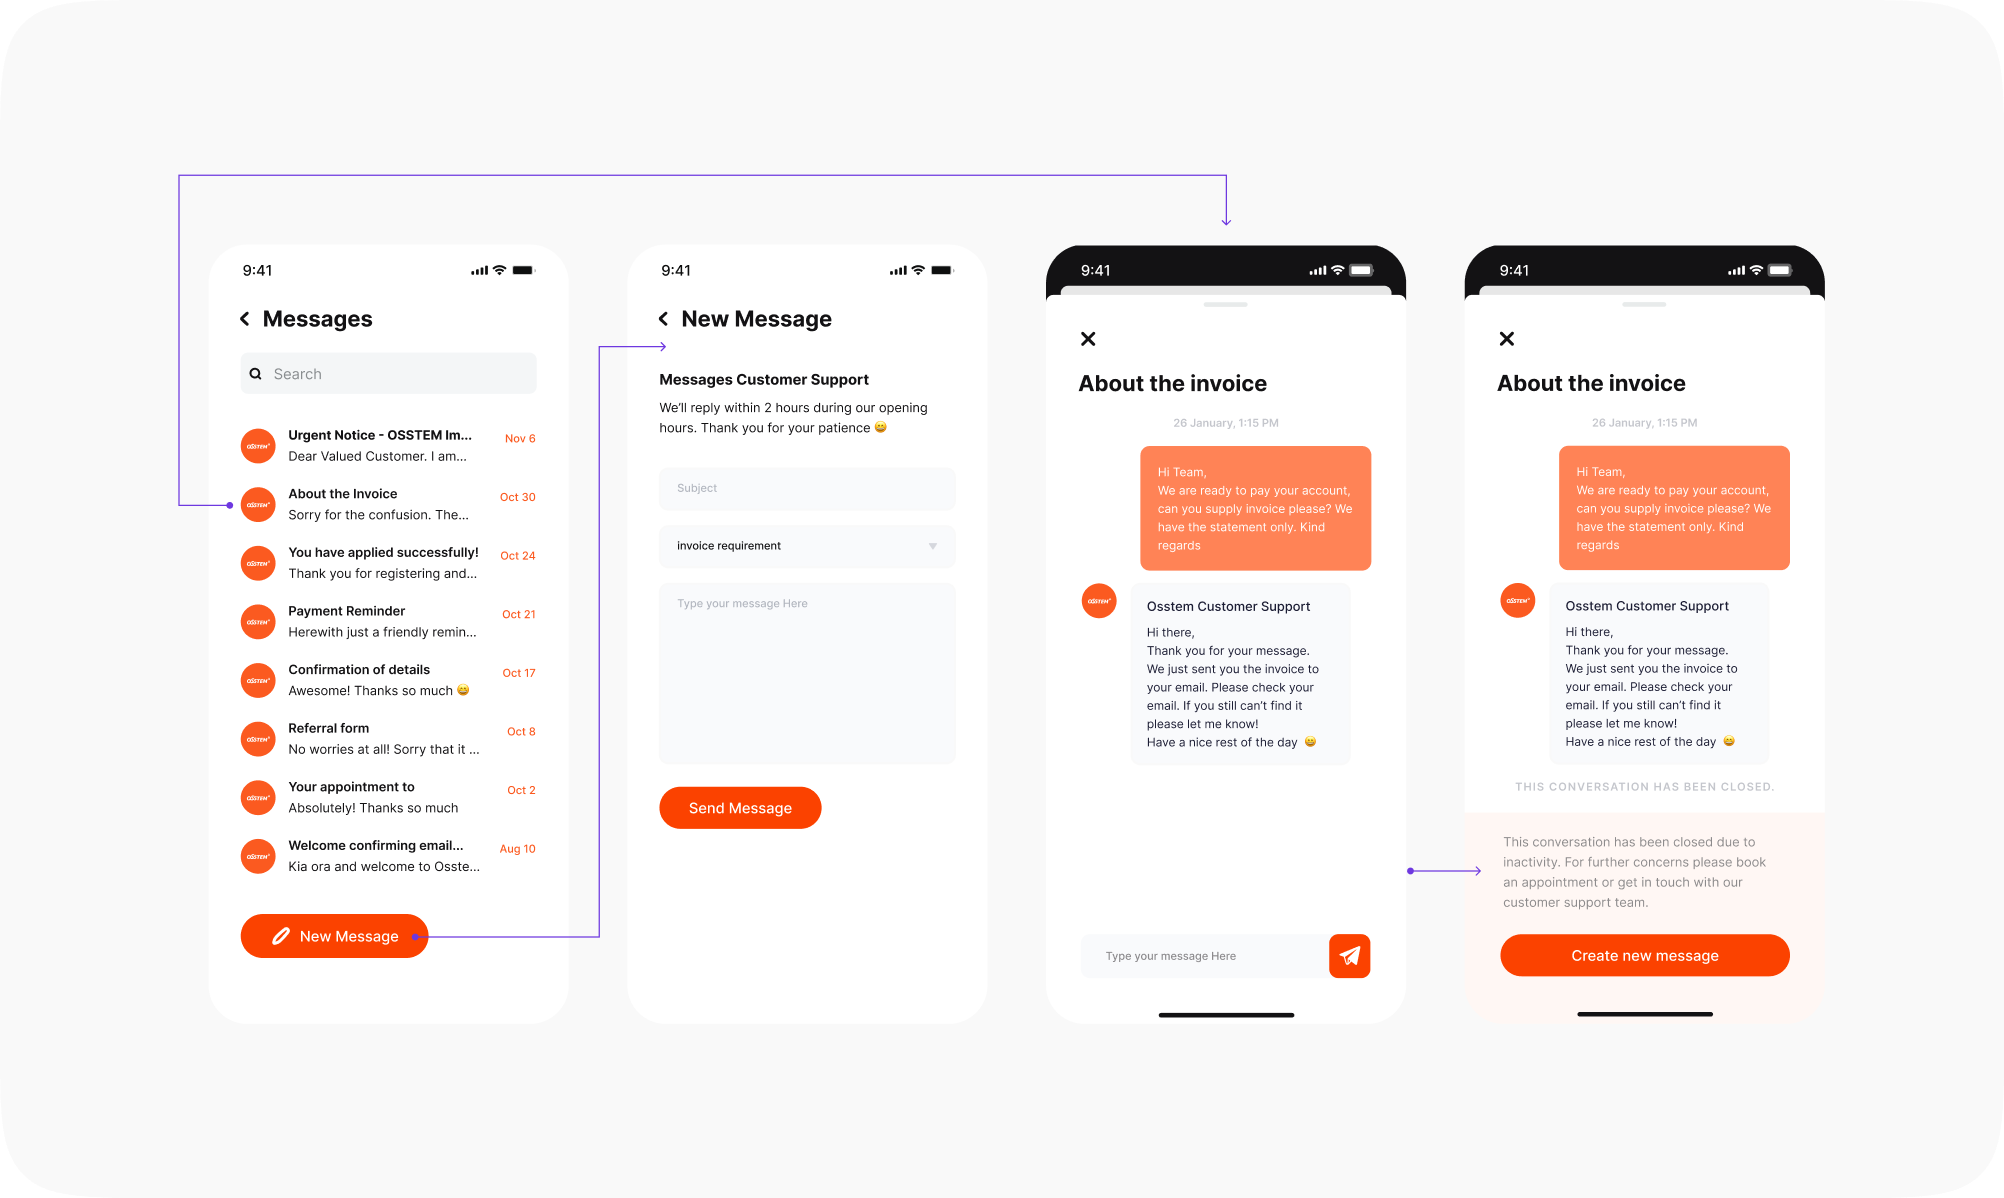 9:41
Messages
Search
OSSTEM
Urgent Notice - OSSTEM Im...
Nov 6
Dear Valued Customer. I am...
OSSTEM
About the Invoice
Oct 30
Sorry for the confusion. The...
OSSTEM
You have applied successfully!
Oct 24
Thank you for registering and...
OSSTEM
Payment Reminder
Oct 21
Herewith just a friendly remin...
OSSTEM
Confirmation of details
Oct 17
Awesome! Thanks so much 😄
OSSTEM
Referral form
Oct 8
No worries at all! Sorry that it ...
OSSTEM
Your appointment to
Oct 2
Absolutely! Thanks so much
OSSTEM
Welcome confirming email...
Aug 10
Kia ora and welcome to Osste...
New Message
9:41
New Message
Messages Customer Support
We'll reply within 2 hours during our opening
hours. Thank you for your patience 😄
Subject
invoice requirement
Type your message Here
Send Message
9:41
About the invoice
26 January, 1:15 PM
Hi Team,
We are ready to pay your account,
can you supply invoice please? We
have the statement only. Kind
regards
OSSTEM
Osstem Customer Support
Hi there,
Thank you for your message.
We just sent you the invoice to
your email. Please check your
email. If you still can't find it
please let me know!
Have a nice rest of the day 😄
Type your message Here
9:41
About the invoice
26 January, 1:15 PM
Hi Team,
We are ready to pay your account,
can you supply invoice please? We
have the statement only. Kind
regards
OSSTEM
Osstem Customer Support
Hi there,
Thank you for your message.
We just sent you the invoice to
your email. Please check your
email. If you still can't find it
please let me know!
Have a nice rest of the day 😄
THIS CONVERSATION HAS BEEN CLOSED.
This conversation has been closed due to
inactivity. For further concerns please book
an appointment or get in touch with our
customer support team.
Create new message